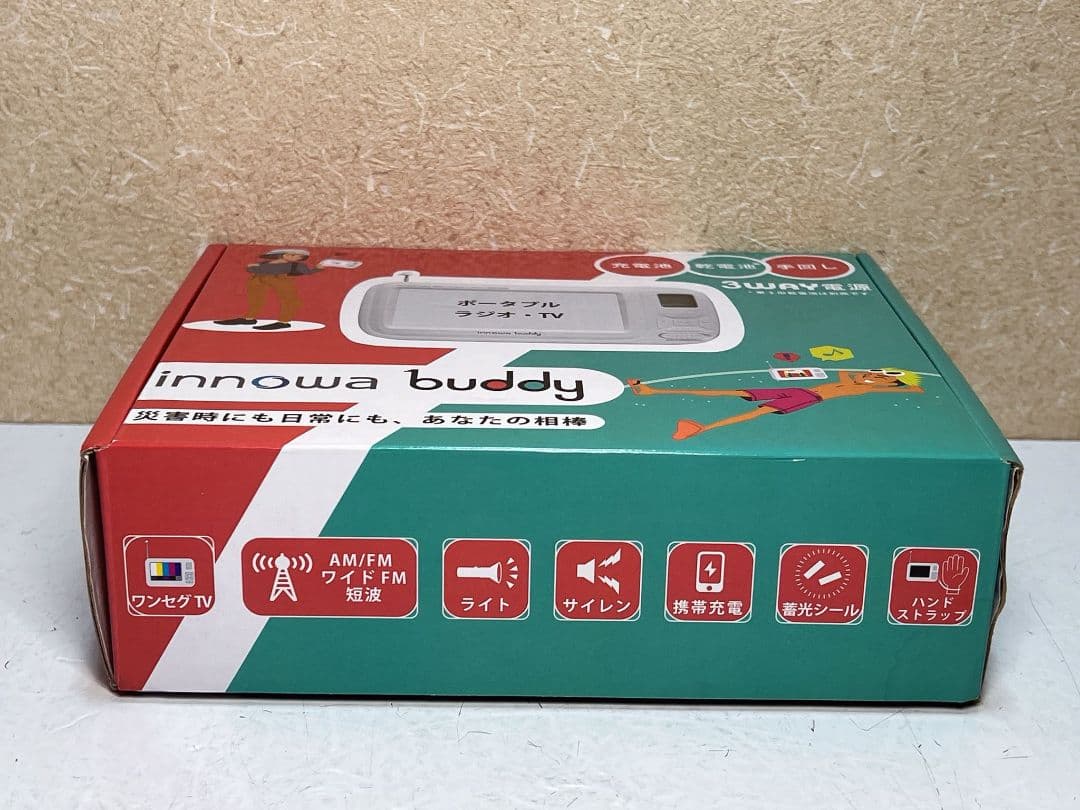 充電池 乾電池 手回し
3WAY電源
ポータブル
ラジオ・TV
innowa buddy
innowa buddy
災害時にも日常にも、あなたの相棒
ワンセグTV
AM/FM
ワイドFM
短波
ライト
サイレン
携帯充電
蓄光シール
ハンド
ストラップ